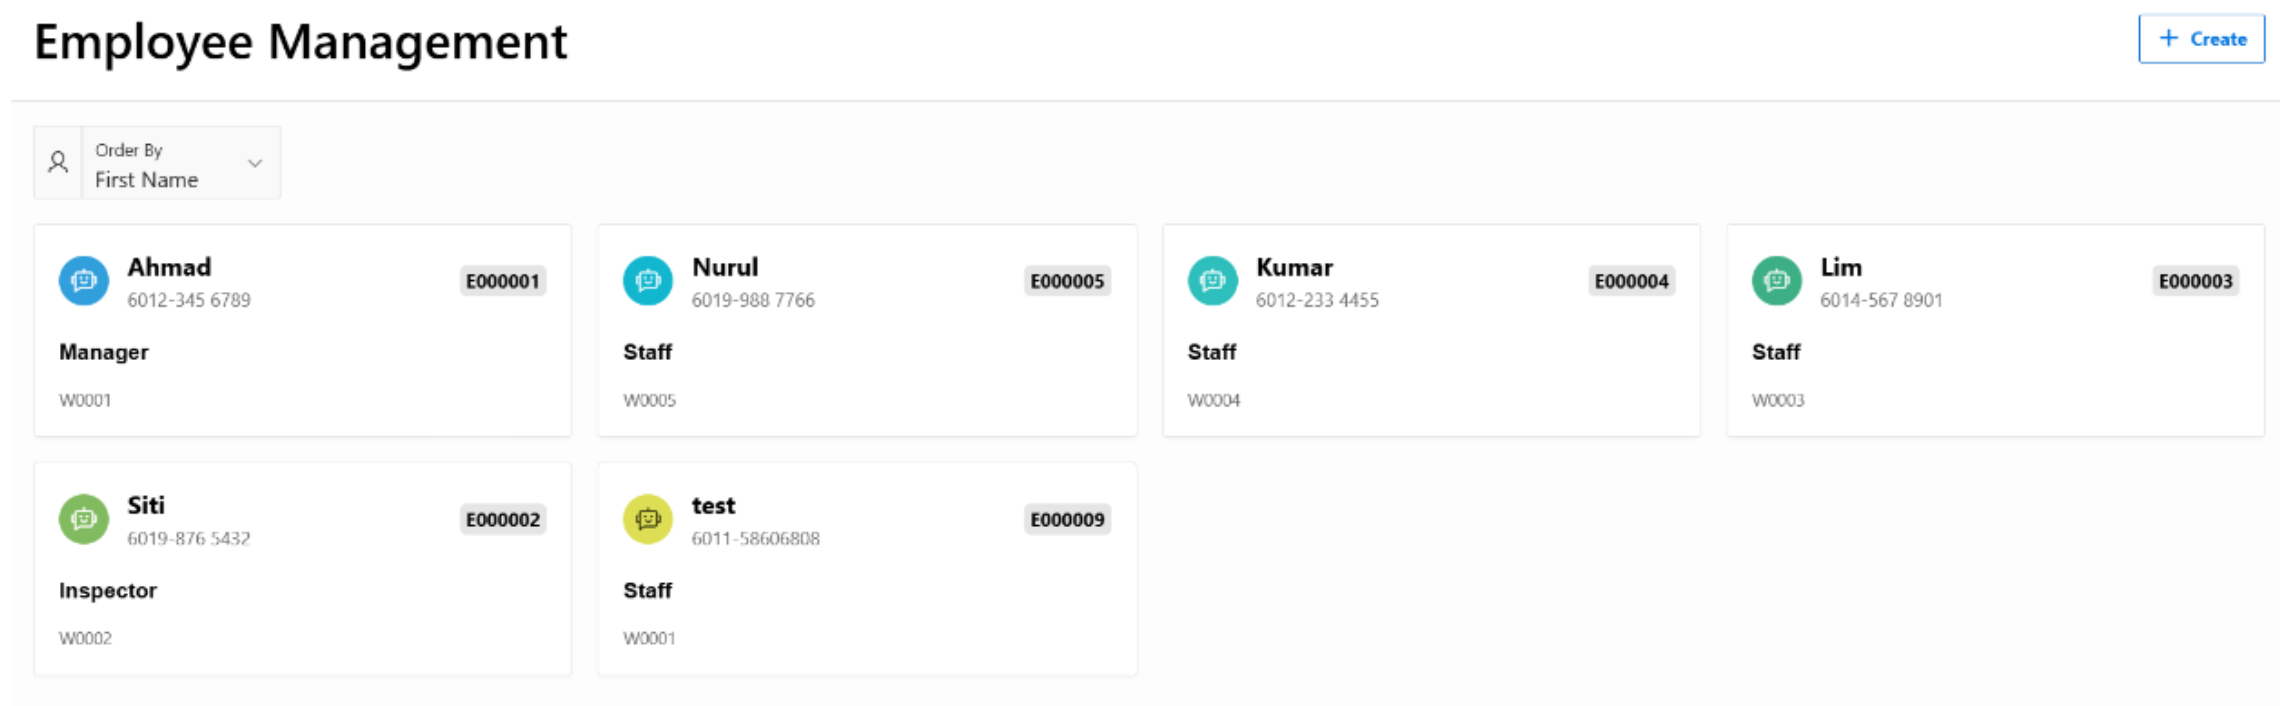 Employee Management
+ Create
Order By
First Name
Ahmad
6012-345 6789
E000001
Manager
W0001
Nurul
6019-988 7766
E000005
Staff
W0005
Kumar
6012-233 4455
E000004
Staff
W0004
Lim
6014-567 8901
E000003
Staff
W0003
Siti
6019-876 5432
E000002
Inspector
W0002
test
6011-58606808
E000009
Staff
W0001